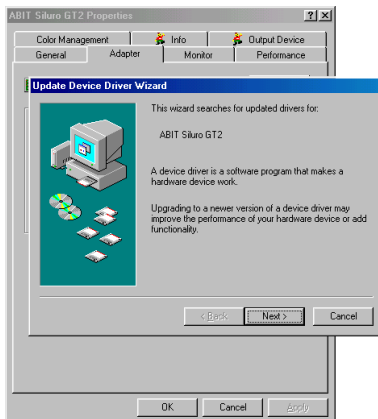 ABIT Siluro GT2 Properties
Color Management
Info
Output Device
General
Adapter
Monitor
Performance
Update Device Driver Wizard
This wizard searches for updated drivers for:
ABIT Siluro GT2
A device driver is a software program that makes a
hardware device work.
Upgrading to a newer version of a device driver may
improve the performance of your hardware device or add
functionality.
< Back
Next >
Cancel
OK
Cancel
Apply